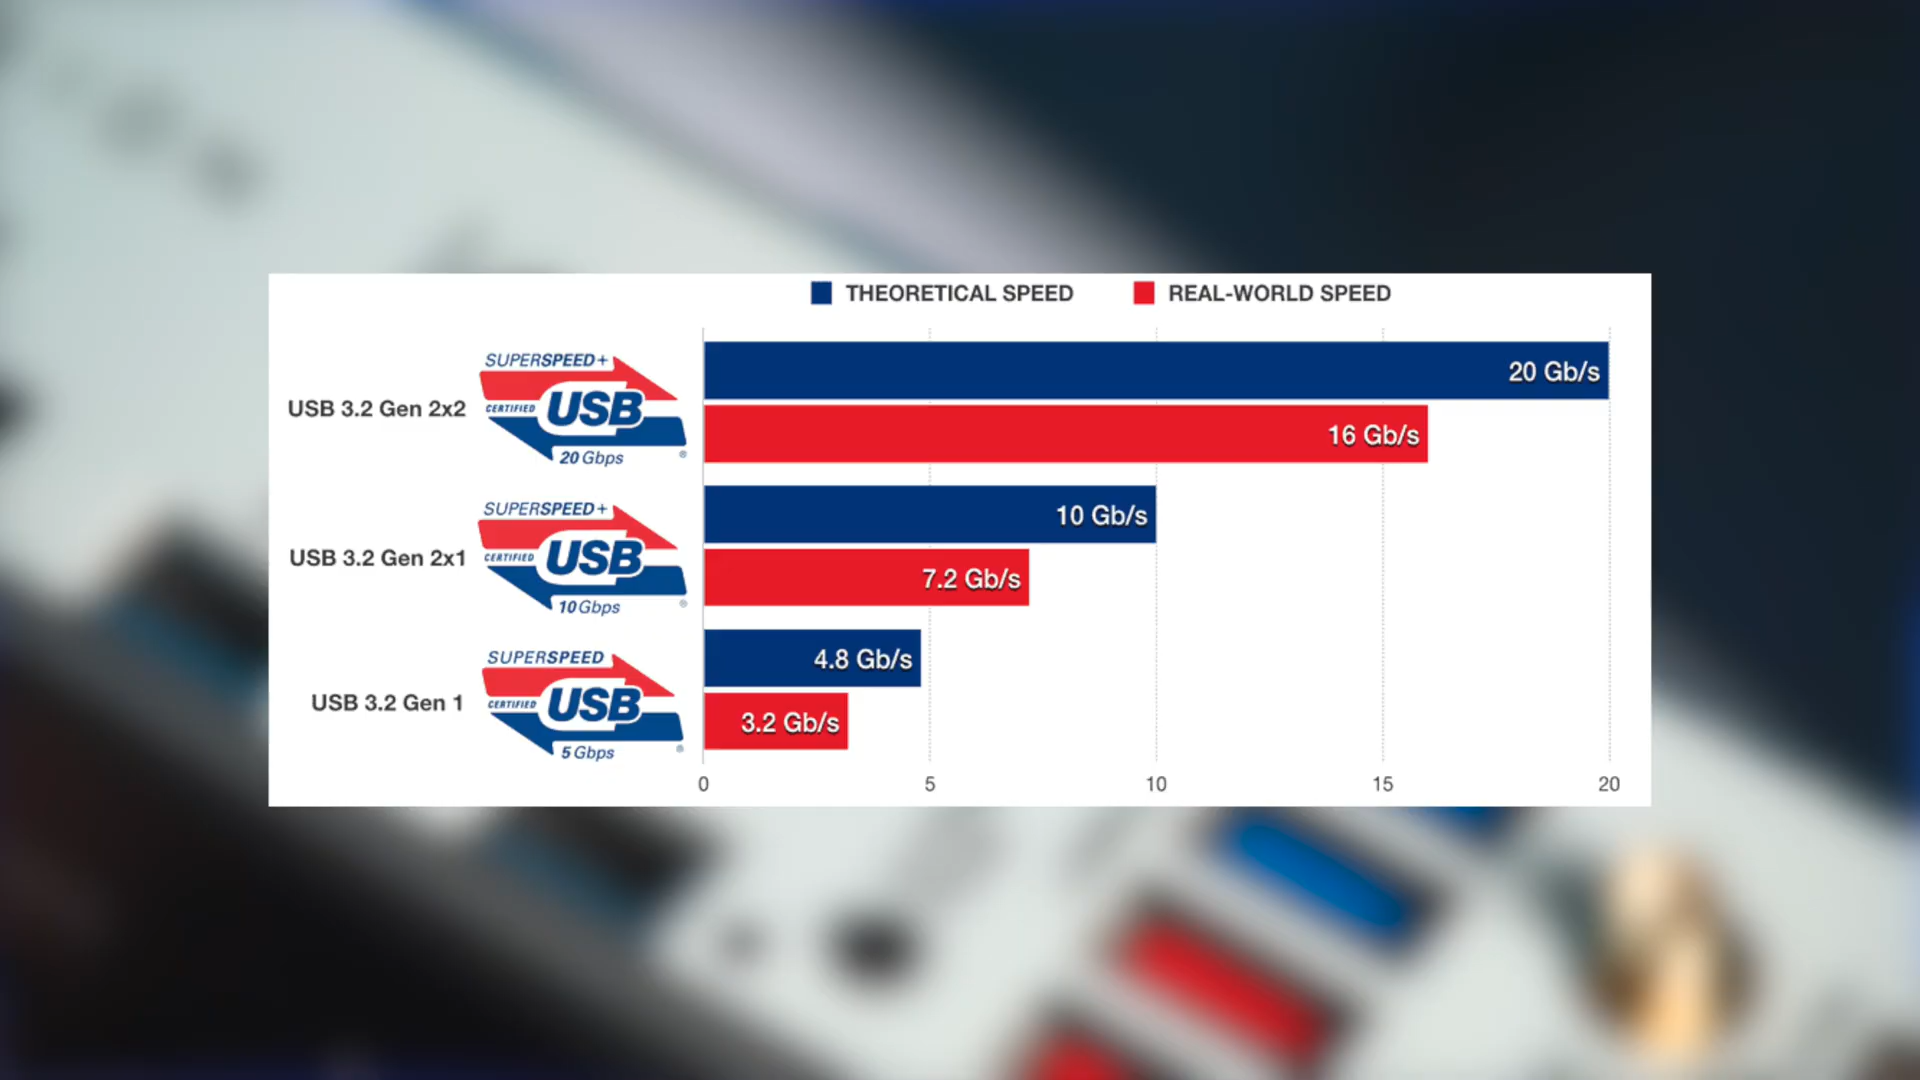 THEORETICAL SPEED
REAL-WORLD SPEED
USB 3.2 Gen 2x2
SUPERSPEED+
CERTIFIED
USB
20 Gbps
®
20 Gb/s
16 Gb/s
USB 3.2 Gen 2x1
SUPERSPEED+
CERTIFIED
USB
10 Gbps
®
10 Gb/s
7.2 Gb/s
USB 3.2 Gen 1
SUPERSPEED
CERTIFIED
USB
5 Gbps
®
4.8 Gb/s
3.2 Gb/s
0 5 10 15 20